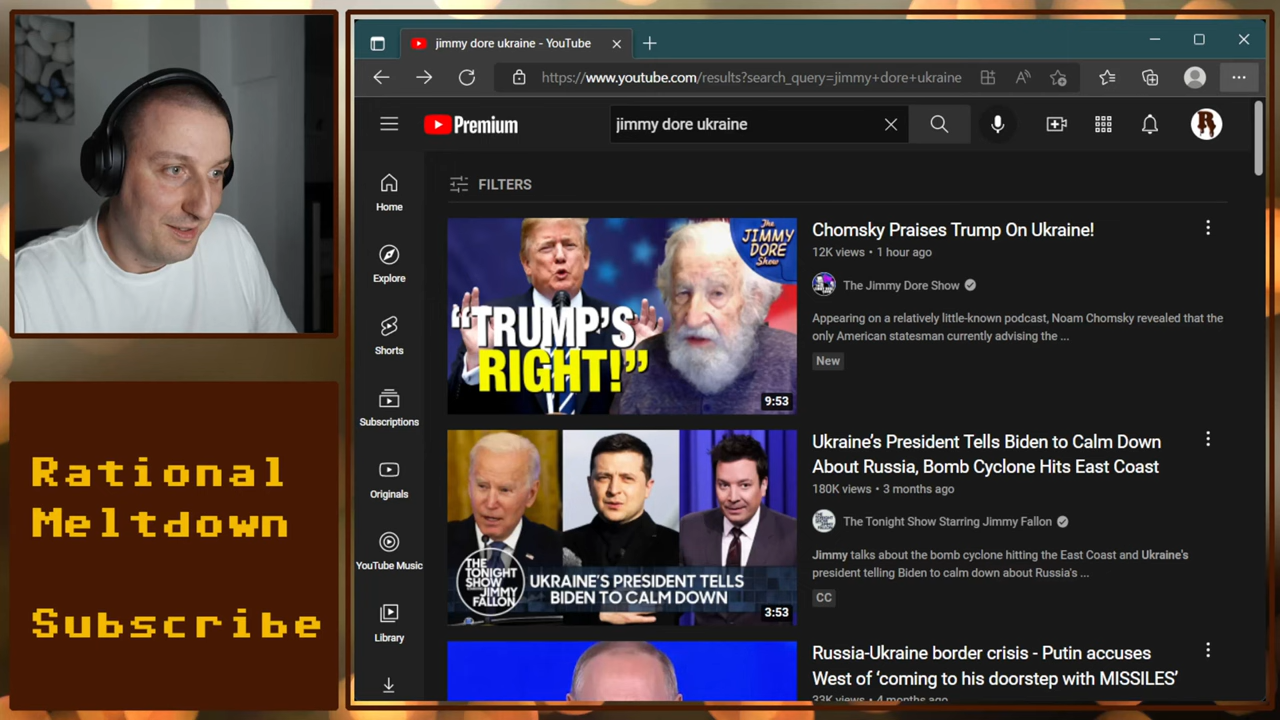 jimmy dore ukraine - YouTube
https://www.youtube.com/results?search_query=jimmy+dore+ukraine
Premium
jimmy dore ukraine
R
FILTERS
Home
Explore
Shorts
Subscriptions
Originals
YouTube Music
Library
The
JIMMY
DORE
Show
"TRUMP'S
RIGHT!"
9:53
Chomsky Praises Trump On Ukraine!
12K views • 1 hour ago
The Jimmy Dore Show
Appearing on a relatively little-known podcast, Noam Chomsky revealed that the
only American statesman currently advising the ...
New
THE
TONIGHT
SHOW
JIMMY
FALLON
UKRAINE'S PRESIDENT TELLS
BIDEN TO CALM DOWN
3:53
Ukraine's President Tells Biden to Calm Down
About Russia, Bomb Cyclone Hits East Coast
180K views • 3 months ago
The Tonight Show Starring Jimmy Fallon
Jimmy talks about the bomb cyclone hitting the East Coast and Ukraine's
president telling Biden to calm down about Russia's ...
CC
Russia-Ukraine border crisis - Putin accuses
West of 'coming to his doorstep with MISSILES'
33K views • 4 months ago
Rational
Meltdown
Subscribe